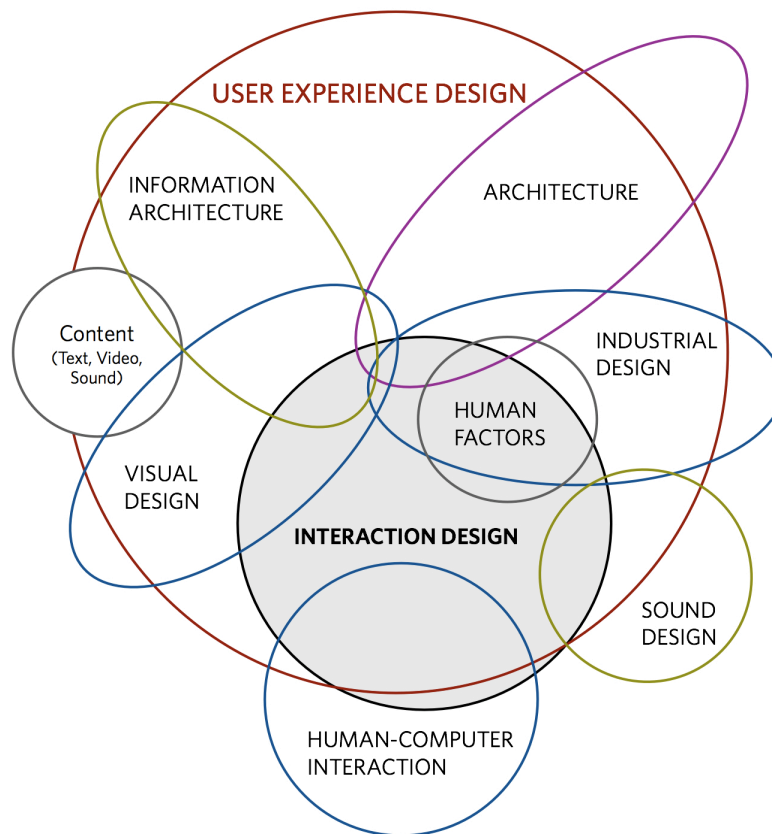 USER EXPERIENCE DESIGN
INFORMATION
ARCHITECTURE
ARCHITECTURE
Content
(Text, Video,
Sound)
INDUSTRIAL
DESIGN
HUMAN
FACTORS
VISUAL
DESIGN
INTERACTION DESIGN
SOUND
DESIGN
HUMAN-COMPUTER
INTERACTION